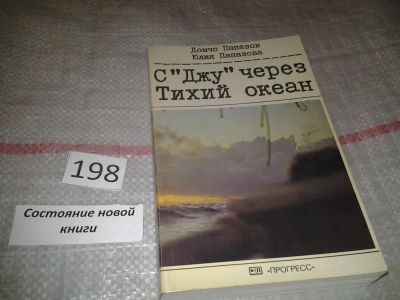 Дончо Папазов
Юлия Папазова
С "Джу" через
Тихий океан
«ПРОГРЕСС»
198
Состояние новой
книги